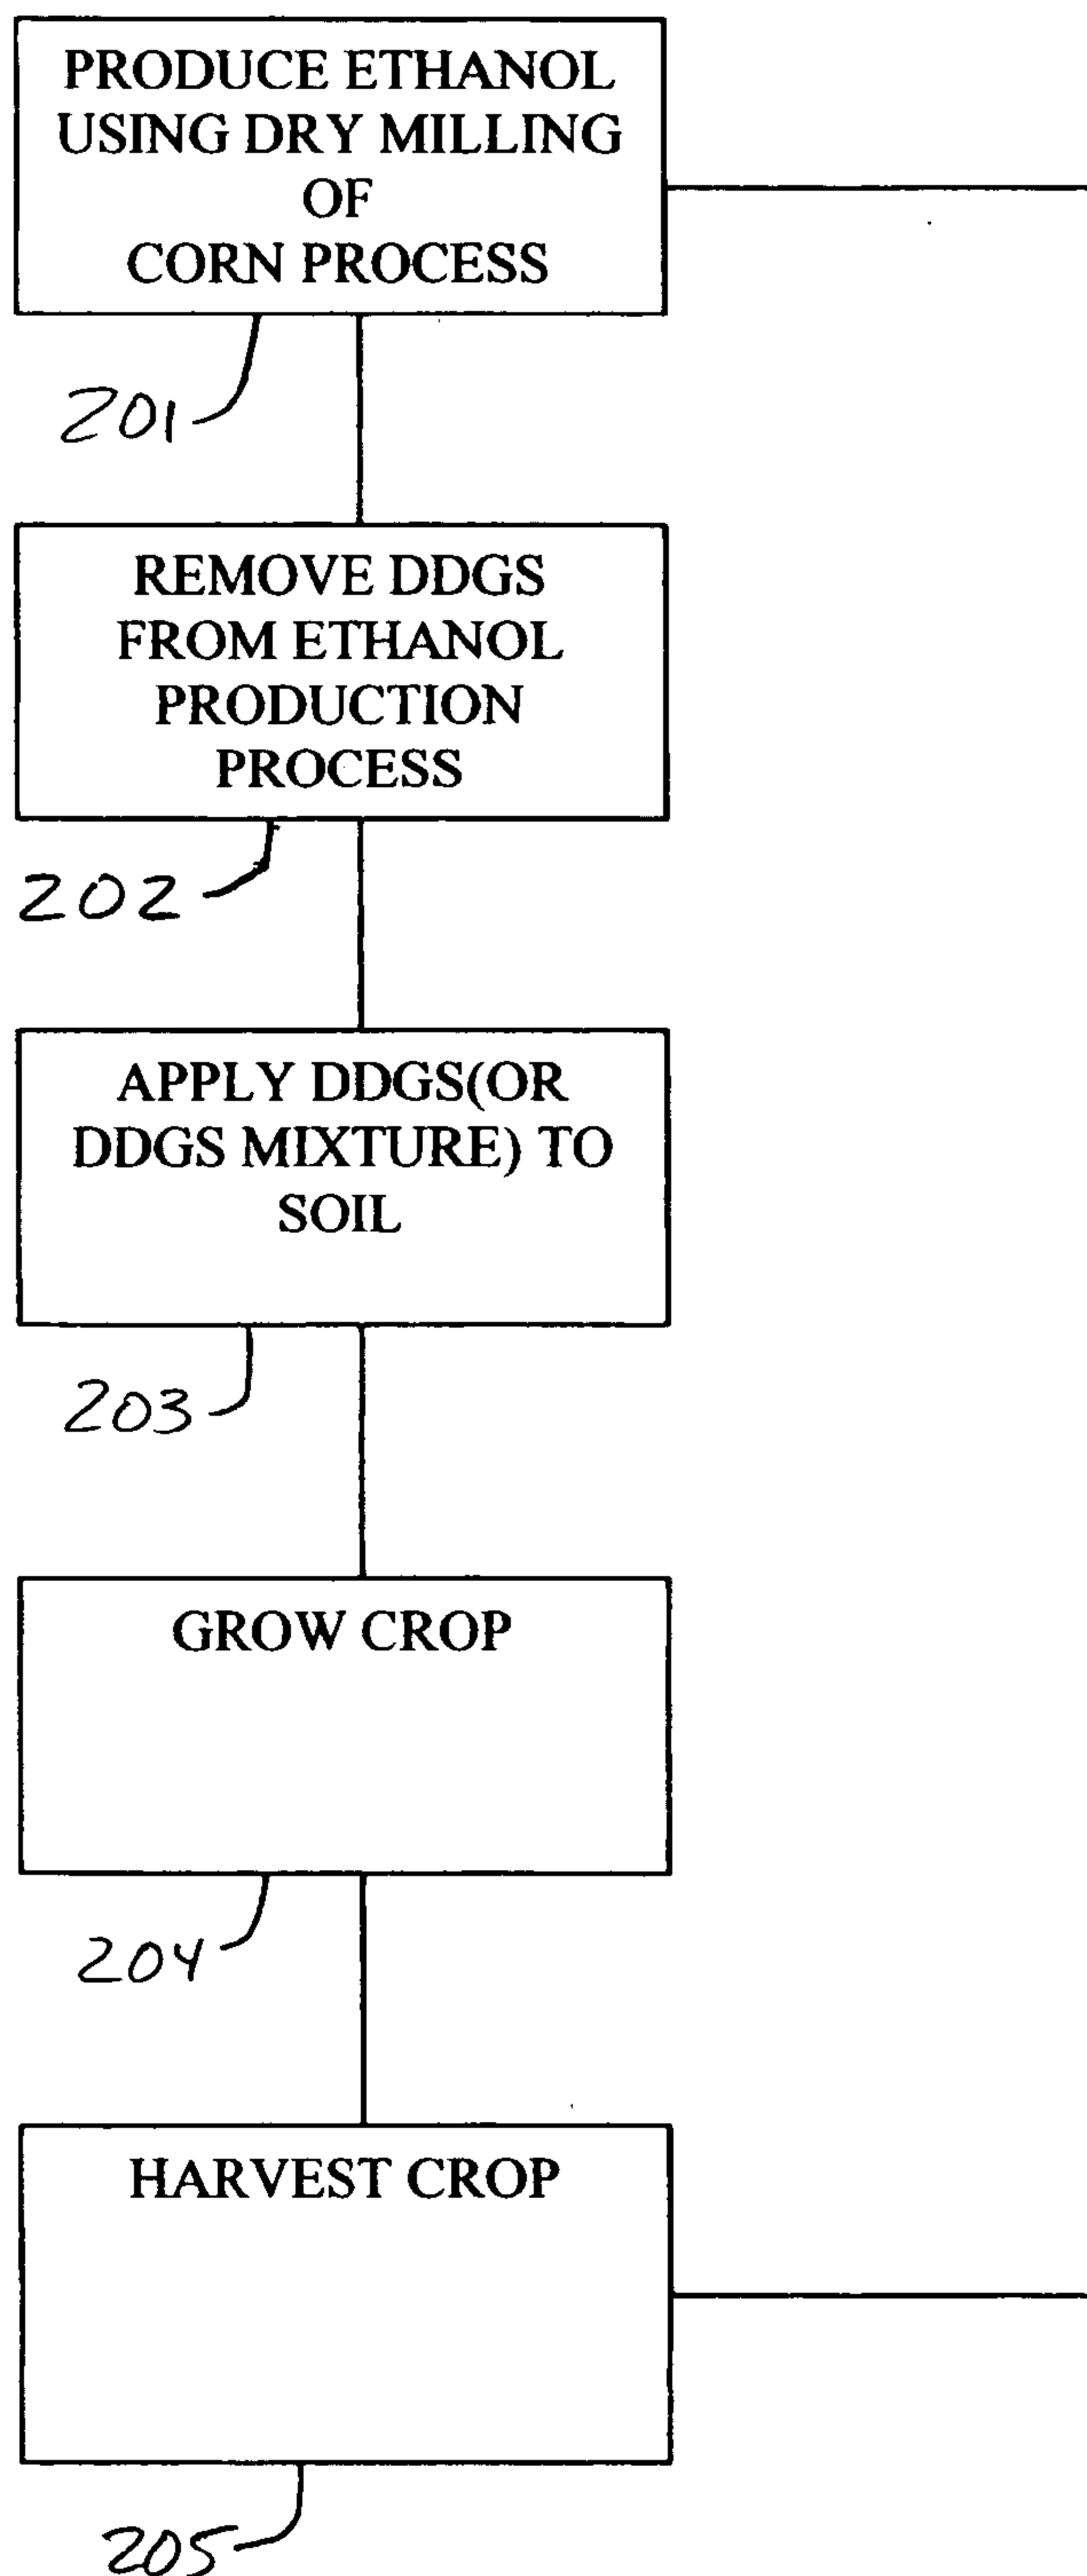 PRODUCE ETHANOL
USING DRY MILLING
OF
CORN PROCESS
201
REMOVE DDGS
FROM ETHANOL
PRODUCTION
PROCESS
202
APPLY DDGS(OR
DDGS MIXTURE) TO
SOIL
203
GROW CROP
204
HARVEST CROP
205